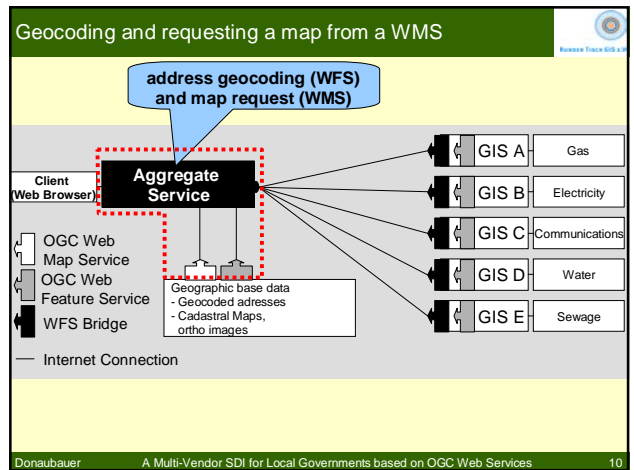 Geocoding and requesting a map from a WMS
RUNDER TISCH GIS e.V
address geocoding (WFS)
and map request (WMS)
Client
(Web Browser)
Aggregate
Service
GIS A
Gas
GIS B
Electricity
GIS C
Communications
GIS D
Water
GIS E
Sewage
OGC Web
Map Service
OGC Web
Feature Service
WFS Bridge
Internet Connection
Geographic base data
- Geocoded adresses
- Cadastral Maps,
ortho images
Donaubauer
A Multi-Vendor SDI for Local Governments based on OGC Web Services
10